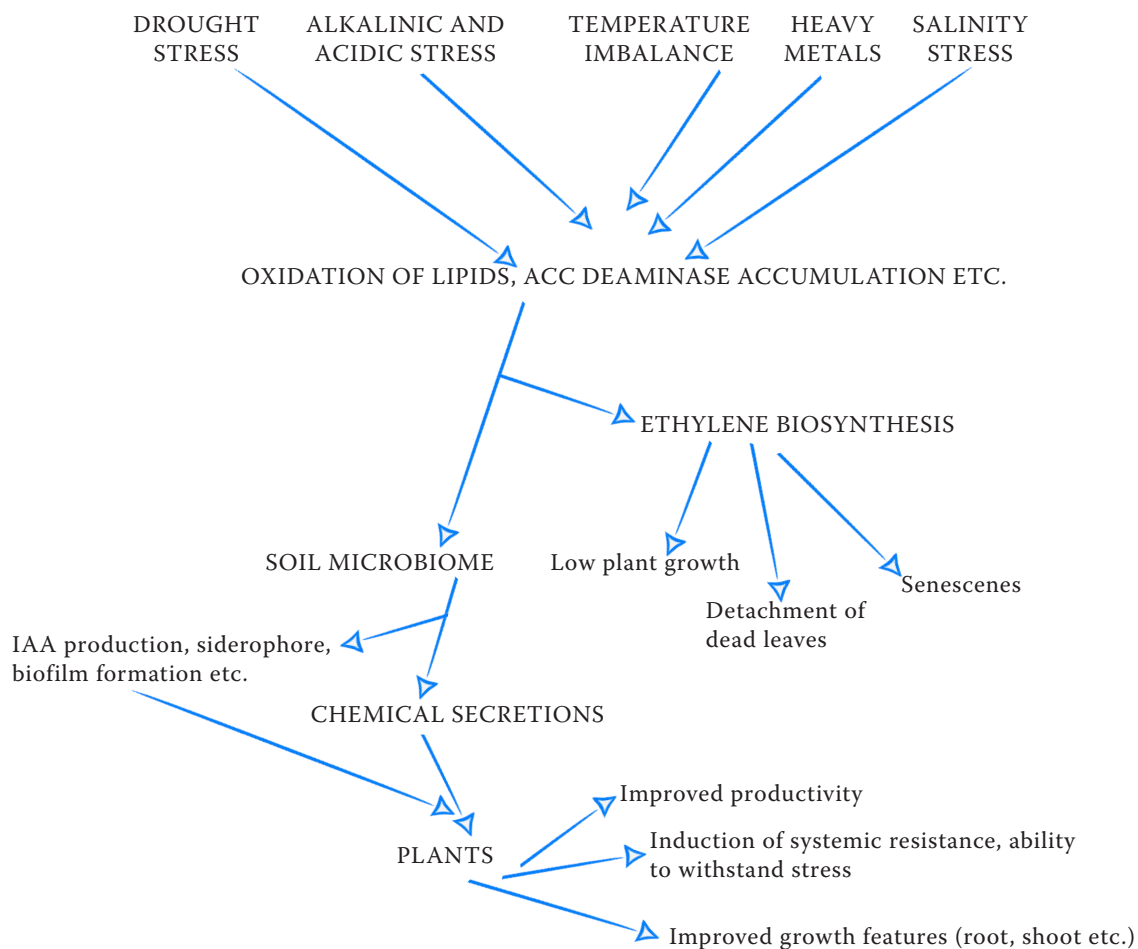 DROUGHT
STRESS
ALKALINIC AND
ACIDIC STRESS
TEMPERATURE
IMBALANCE
HEAVY
METALS
SALINITY
STRESS
OXIDATION OF LIPIDS, ACC DEAMINASE ACCUMULATION ETC.
ETHYLENE BIOSYNTHESIS
SOIL MICROBIOME
Low plant growth
Detachment of
dead leaves
Senescenes
IAA production, siderophore,
biofilm formation etc.
CHEMICAL SECRETIONS
PLANTS
Improved productivity
Induction of systemic resistance, ability
to withstand stress
Improved growth features (root, shoot etc.)